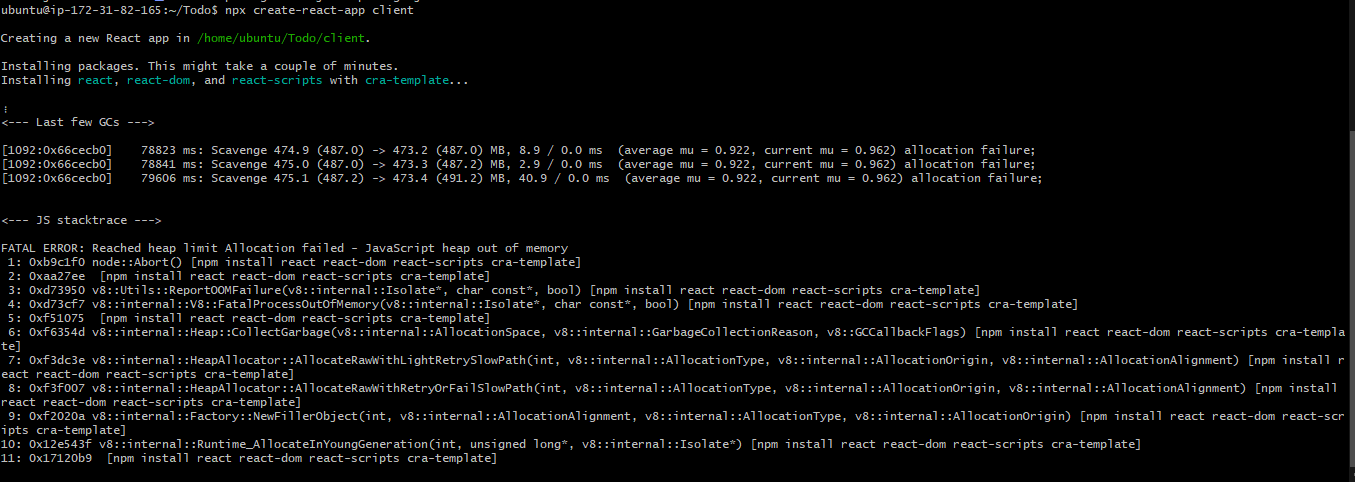 ubuntu@ip-172-31-82-165:~/Todo$ npx create-react-app client
Creating a new React app in /home/ubuntu/Todo/client.
Installing packages. This might take a couple of minutes.
Installing react, react-dom, and react-scripts with cra-template...
⠇
<--- Last few GCs --->
[1092:0x66cecb0]    78823 ms: Scavenge 474.9 (487.0) -> 473.2 (487.0) MB, 8.9 / 0.0 ms  (average mu = 0.922, current mu = 0.962) allocation failure;
[1092:0x66cecb0]    78841 ms: Scavenge 475.0 (487.0) -> 473.3 (487.2) MB, 2.9 / 0.0 ms  (average mu = 0.922, current mu = 0.962) allocation failure;
[1092:0x66cecb0]    79606 ms: Scavenge 475.1 (487.2) -> 473.4 (491.2) MB, 40.9 / 0.0 ms  (average mu = 0.922, current mu = 0.962) allocation failure;
<--- JS stacktrace --->
FATAL ERROR: Reached heap limit Allocation failed - JavaScript heap out of memory
 1: 0xb9c1f0 node::Abort() [npm install react react-dom react-scripts cra-template]
 2: 0xaa27ee  [npm install react react-dom react-scripts cra-template]
 3: 0xd73950 v8::Utils::ReportOOMFailure(v8::internal::Isolate*, char const*, bool) [npm install react react-dom react-scripts cra-template]
 4: 0xd73cf7 v8::internal::V8::FatalProcessOutOfMemory(v8::internal::Isolate*, char const*, bool) [npm install react react-dom react-scripts cra-template]
 5: 0xf51075  [npm install react react-dom react-scripts cra-template]
 6: 0xf6354d v8::internal::Heap::CollectGarbage(v8::internal::AllocationSpace, v8::internal::GarbageCollectionReason, v8::GCCallbackFlags) [npm install react react-dom react-scripts cra-templa
te]
 7: 0xf3dc3e v8::internal::HeapAllocator::AllocateRawWithLightRetrySlowPath(int, v8::internal::AllocationType, v8::internal::AllocationOrigin, v8::internal::AllocationAlignment) [npm install r
eact react-dom react-scripts cra-template]
 8: 0xf3f007 v8::internal::HeapAllocator::AllocateRawWithRetryOrFailSlowPath(int, v8::internal::AllocationType, v8::internal::AllocationOrigin, v8::internal::AllocationAlignment) [npm install
react react-dom react-scripts cra-template]
 9: 0xf2020a v8::internal::Factory::NewFillerObject(int, v8::internal::AllocationAlignment, v8::internal::AllocationType, v8::internal::AllocationOrigin) [npm install react react-dom react-scr
ipts cra-template]
10: 0x12e543f v8::internal::Runtime_AllocateInYoungGeneration(int, unsigned long*, v8::internal::Isolate*) [npm install react react-dom react-scripts cra-template]
11: 0x17120b9  [npm install react react-dom react-scripts cra-template]